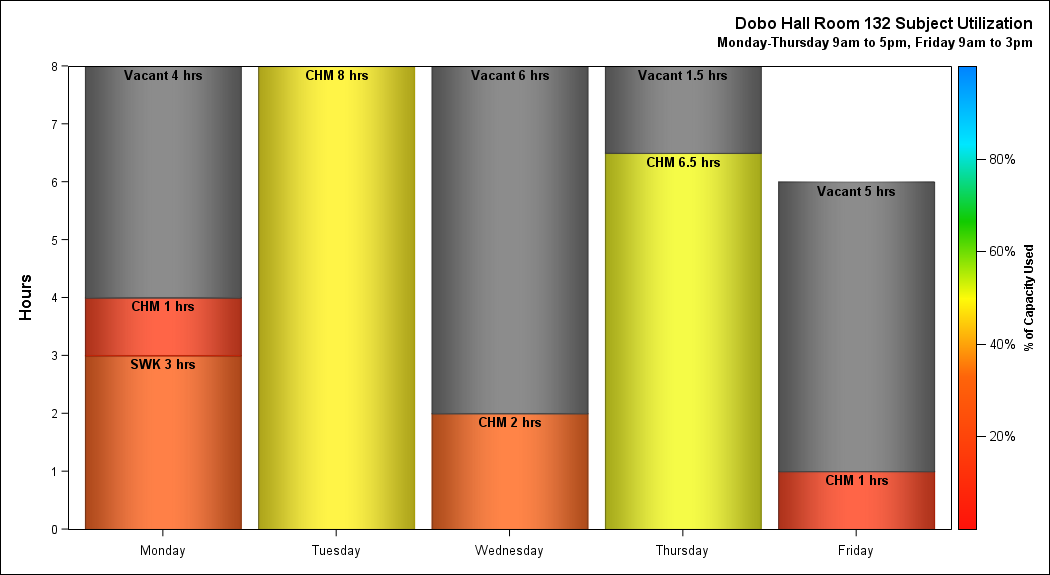 Dobo Hall Room 132 Subject Utilization
Monday-Thursday 9am to 5pm, Friday 9am to 3pm
Hours
8
7
6
5
4
3
2
1
0
Vacant 4 hrs
CHM 1 hrs
SWK 3 hrs
CHM 8 hrs
Vacant 6 hrs
CHM 2 hrs
Vacant 1.5 hrs
CHM 6.5 hrs
Vacant 5 hrs
CHM 1 hrs
Monday
Tuesday
Wednesday
Thursday
Friday
80%
60%
40%
20%
% of Capacity Used